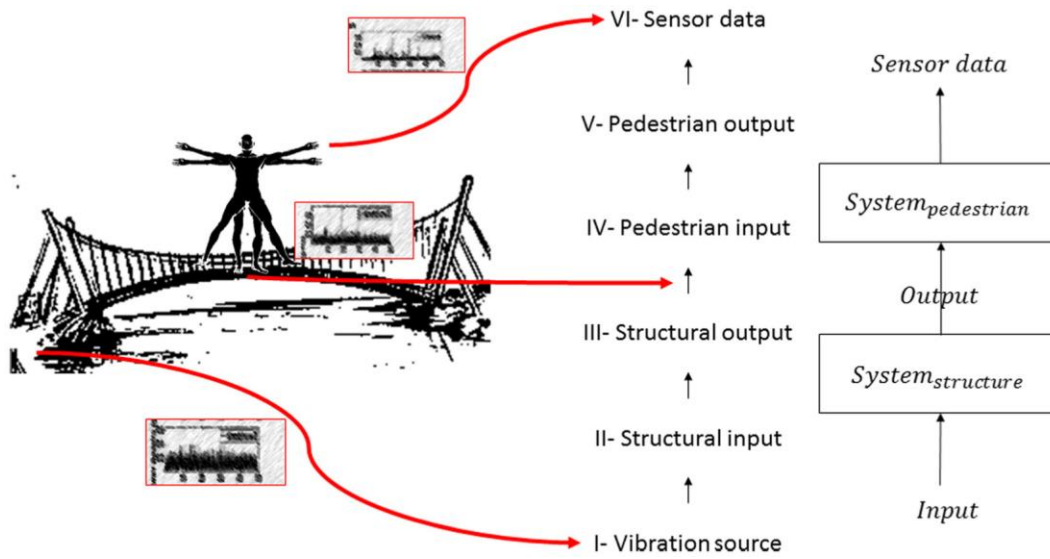 VI- Sensor data
V- Pedestrian output
IV- Pedestrian input
III- Structural output
II- Structural input
I- Vibration source
Sensor data
System_pedestrian
Output
System_structure
Input